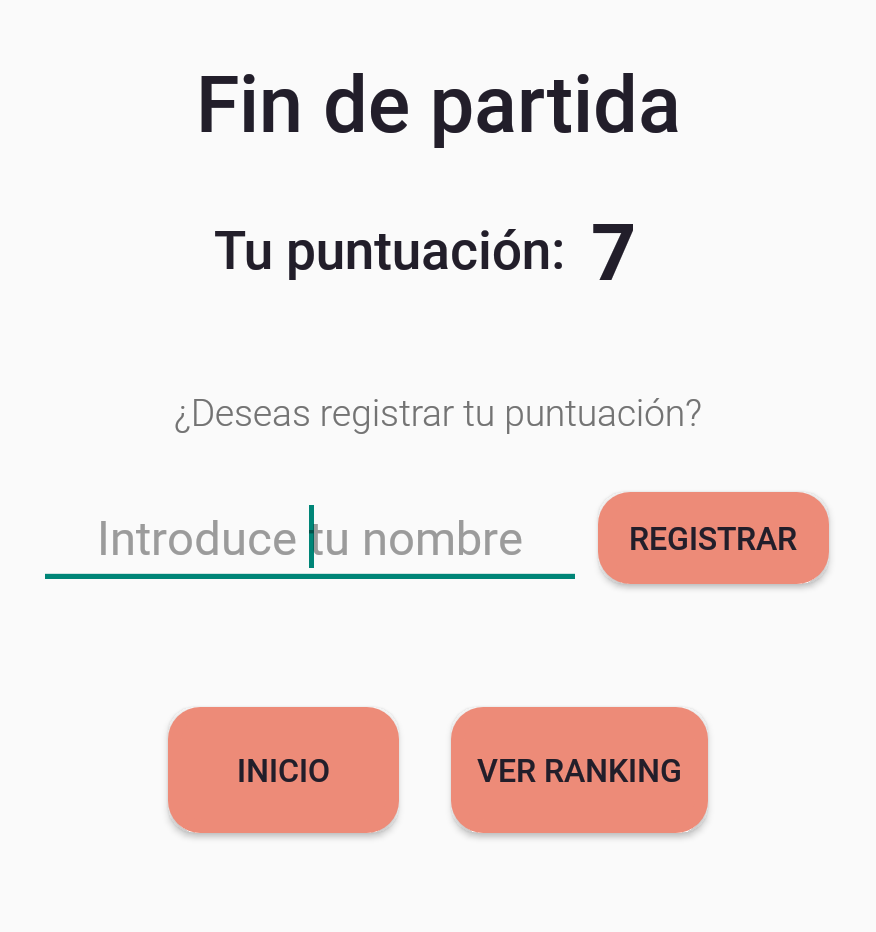 Fin de partida
Tu puntuación: 7
¿Deseas registrar tu puntuación?
Introduce tu nombre
REGISTRAR
INICIO
VER RANKING